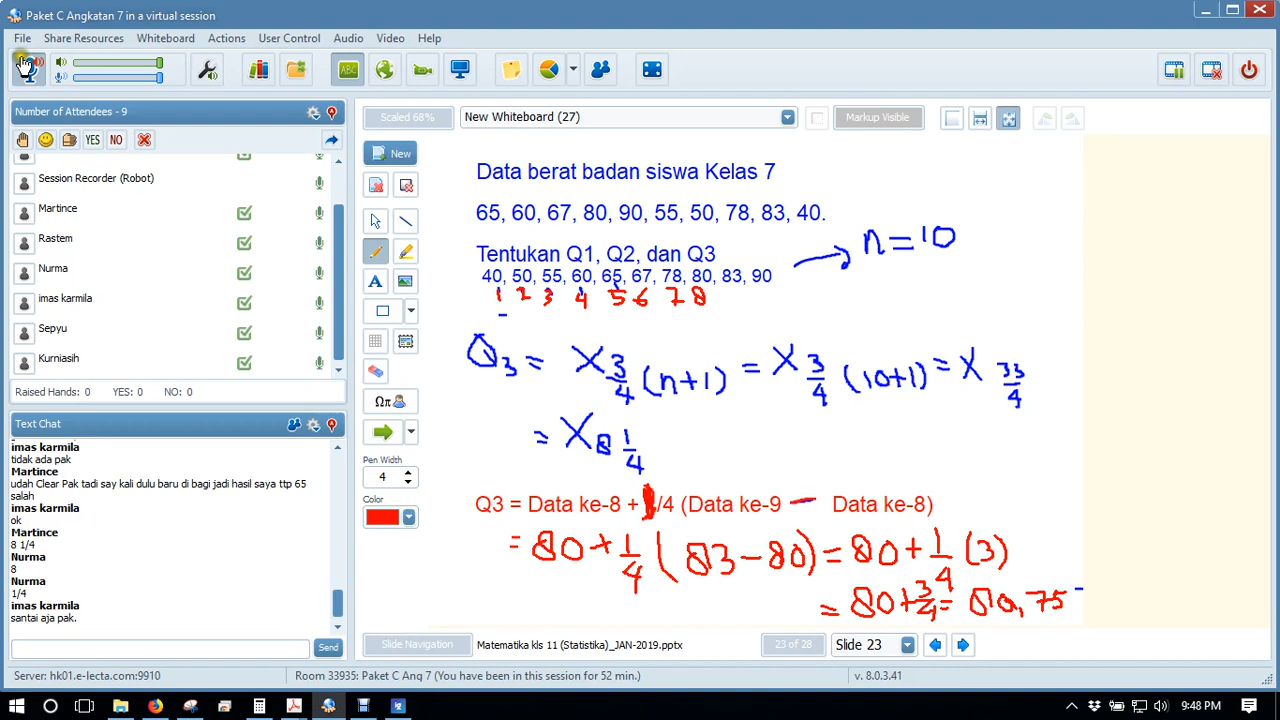 Paket C Angkatan 7 in a virtual session
File Share Resources Whiteboard Actions User Control Audio Video Help
ABC
Number of Attendees - 9
YES NO
Session Recorder (Robot)
Martince
Rastem
Nurma
imas karmila
Sepyu
Kurniasih
Raised Hands: 0 YES: 0 NO: 0
Text Chat
imas karmila
tidak ada pak
Martince
udah Clear Pak tadi say kali dulu baru di bagi jadi hasil saya ttp 65
salah
imas karmila
ok
Martince
8 1/4
Nurma
8
Nurma
1/4
imas karmila
santai aja pak.
Send
Scaled 68% New Whiteboard (27) Markup Visible
New
A
Ωπ
Pen Width
4
Color
Data berat badan siswa Kelas 7
65, 60, 67, 80, 90, 55, 50, 78, 83, 40.
Tentukan Q1, Q2, dan Q3
40, 50, 55, 60, 65, 67, 78, 80, 83, 90
n = 10
1 2 3 4 5 6 7 8
Q3 = X 3/4 (n+1) = X 3/4 (10+1) = X 33/4
= X 8 1/4
Q3 = Data ke-8 + 1/4 (Data ke-9 - Data ke-8)
= 80 + 1/4 (83 - 80) = 80 + 1/4 (3)
= 80 + 3/4 = 80,75
Slide Navigation Matematika kls 11 (Statistika)_JAN-2019.pptx 23 of 28 Slide 23
Server: hk01.e-lecta.com:9910 Room 33935: Paket C Ang 7 (You have been in this session for 52 min.) v. 8.0.3.41
9:48 PM